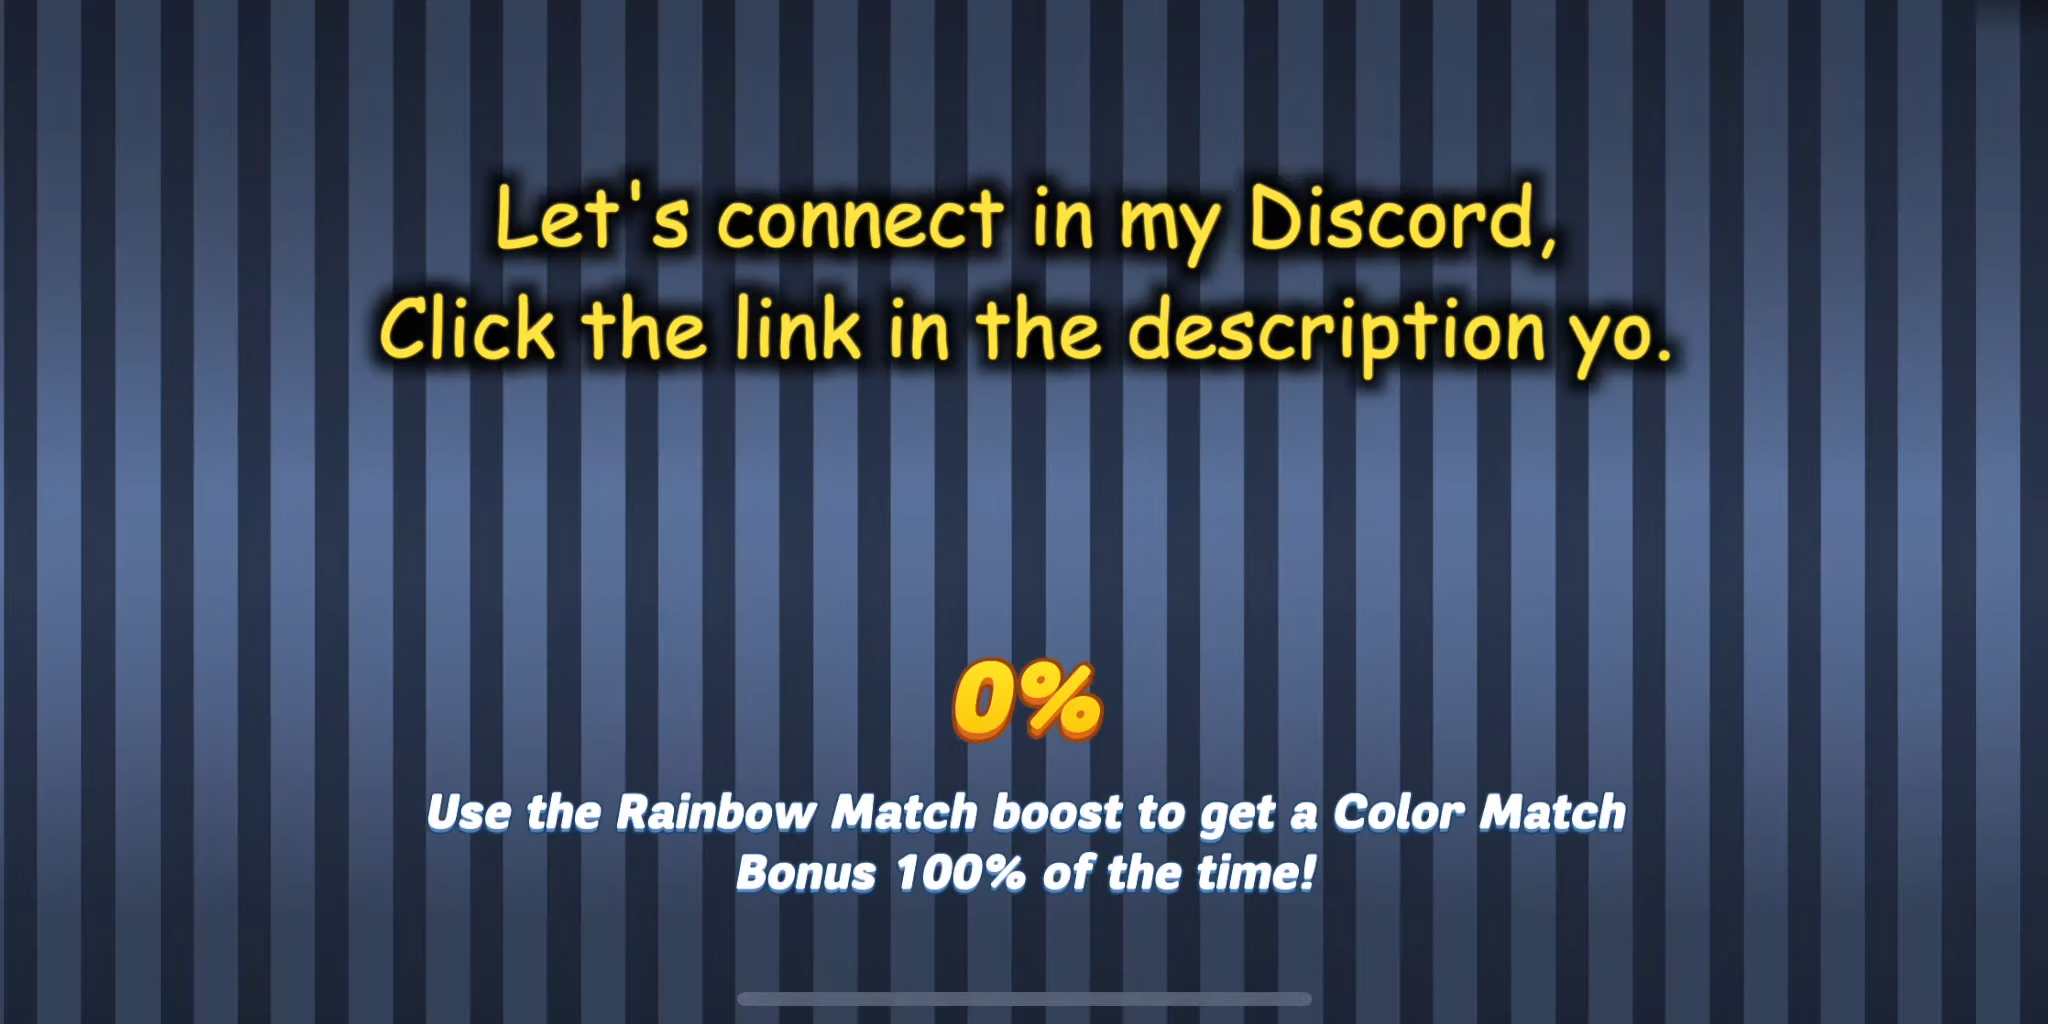 Let's connect in my Discord,
Click the link in the description yo.
0%
Use the Rainbow Match boost to get a Color Match
Bonus 100% of the time!